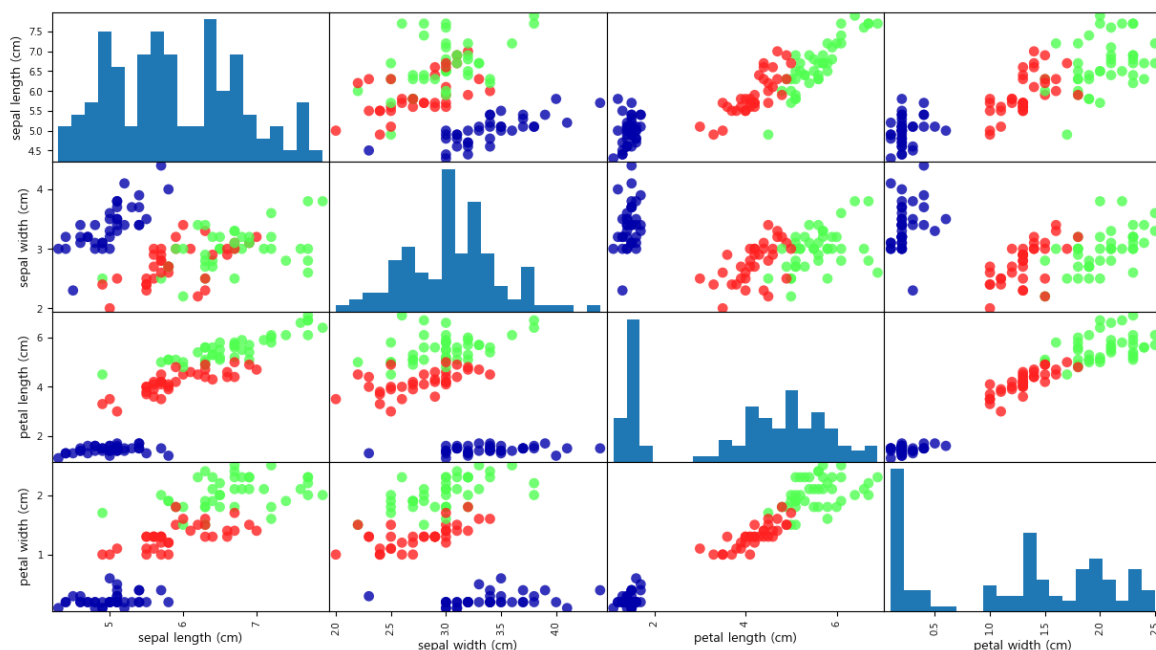 7.5
7.0
6.5
6.0
5.5
5.0
4.5
sepal length (cm)
4
3
2
sepal width (cm)
6
4
2
petal length (cm)
2
1
petal width (cm)
5 6 7
sepal length (cm)
2.0 2.5 3.0 3.5 4.0
sepal width (cm)
2 4 6
petal length (cm)
0.5 1.0 1.5 2.0 2.5
petal width (cm)